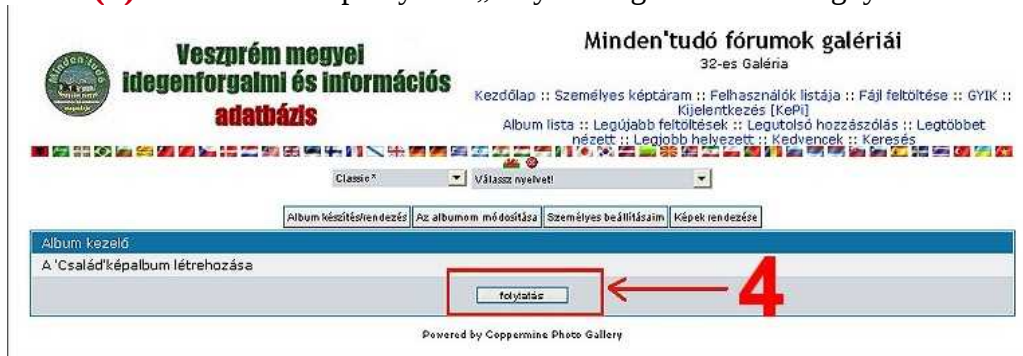 Veszprém megyei
idegenforgalmi és információs
adatbázis
Minden'tudó fórumok galériái
32-es Galéria
Kezdőlap :: Személyes képtáram :: Felhasználók listája :: Fájl feltöltése :: GYIK ::
Kijelentkezés [KePi]
Album lista :: Legújabb feltöltések :: Legutolsó hozzászólás :: Legtöbbet
nézett :: Legjobb helyezett :: Kedvencek :: Keresés
Classic*
Válassz nyelvet!
Album készítés/rendezés
Az albumom módosítása
Személyes beállításaim
Képek rendezése
Album kezelő
A 'Család'képalbum létrehozása
folytatás
4
Powered by Coppermine Photo Gallery